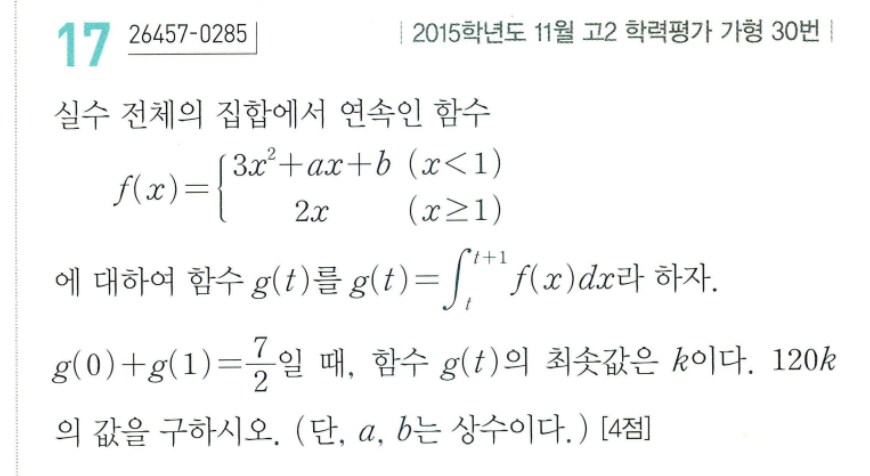 17 26457-0285 | 2015학년도 11월 고2 학력평가 가형 30번 |
실수 전체의 집합에서 연속인 함수
f(x)={ 3x²+ax+b (x<1)
2x (x≥1)
에 대하여 함수 g(t)를 g(t)=∫ₜᵗ⁺¹ f(x)dx라 하자.
g(0)+g(1)=7/2일 때, 함수 g(t)의 최솟값은 k이다. 120k
의 값을 구하시오. (단, a, b는 상수이다.) [4점]